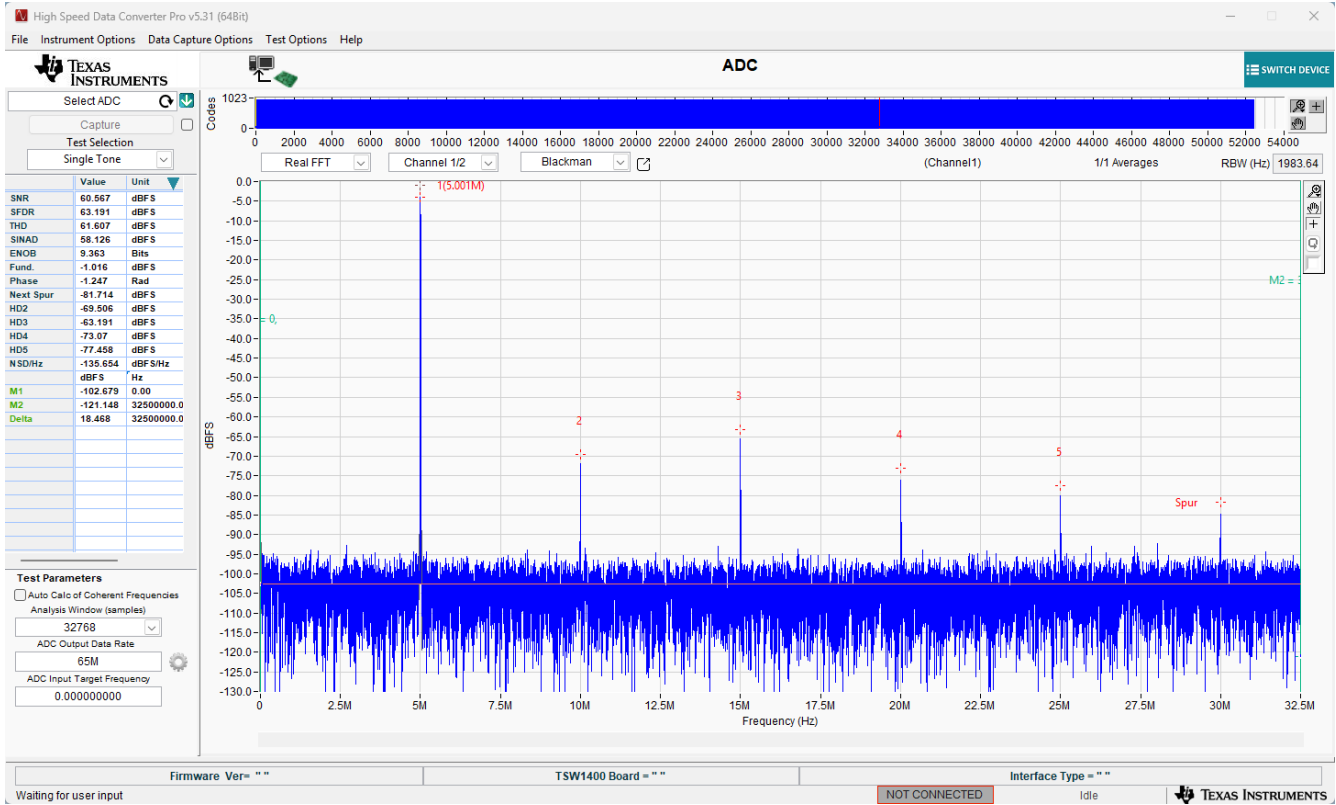 High Speed Data Converter Pro v5.31 (64Bit)
File Instrument Options Data Capture Options Test Options Help
TEXAS INSTRUMENTS
ADC
SWITCH DEVICE
Select ADC
Capture
Test Selection
Single Tone
Value Unit
SNR 60.567 dBFS
SFDR 63.191 dBFS
THD 61.607 dBFS
SINAD 58.126 dBFS
ENOB 9.363 Bits
Fund. -1.016 dBFS
Phase -1.247 Rad
Next Spur -81.714 dBFS
HD2 -69.506 dBFS
HD3 -63.191 dBFS
HD4 -73.07 dBFS
HD5 -77.458 dBFS
NSD/Hz -135.654 dBFS/Hz
dBFS Hz
M1 -102.679 0.00
M2 -121.148 32500000.0
Delta 18.468 32500000.0
Test Parameters
Auto Calc of Coherent Frequencies
Analysis Window (samples)
32768
ADC Output Data Rate
65M
ADC Input Target Frequency
0.000000000
Codes
1023
0
0 2000 4000 6000 8000 10000 12000 14000 16000 18000 20000 22000 24000 26000 28000 30000 32000 34000 36000 38000 40000 42000 44000 46000 48000 50000 52000 54000
Real FFT Channel 1/2 Blackman (Channel1) 1/1 Averages RBW (Hz) 1983.64
dBFS
0.0
-5.0
-10.0
-15.0
-20.0
-25.0
-30.0
-35.0
-40.0
-45.0
-50.0
-55.0
-60.0
-65.0
-70.0
-75.0
-80.0
-85.0
-90.0
-95.0
-100.0
-105.0
-110.0
-115.0
-120.0
-125.0
-130.0
1(5.001M)
M2 = 3
= 0,
2
3
4
5
Spur
0 2.5M 5M 7.5M 10M 12.5M 15M 17.5M 20M 22.5M 25M 27.5M 30M 32.5M
Frequency (Hz)
Firmware Ver= " " TSW1400 Board = " " Interface Type = " "
Waiting for user input NOT CONNECTED Idle TEXAS INSTRUMENTS